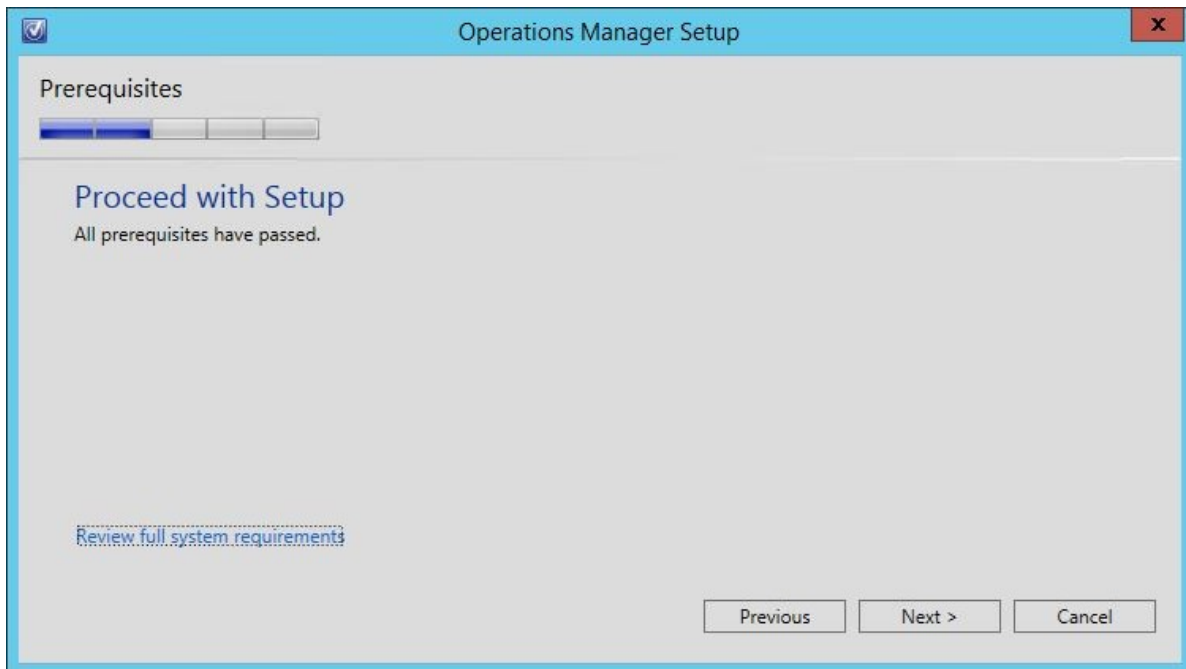 Operations Manager Setup
x
Prerequisites
Proceed with Setup
All prerequisites have passed.
Review full system requirements
Previous
Next >
Cancel